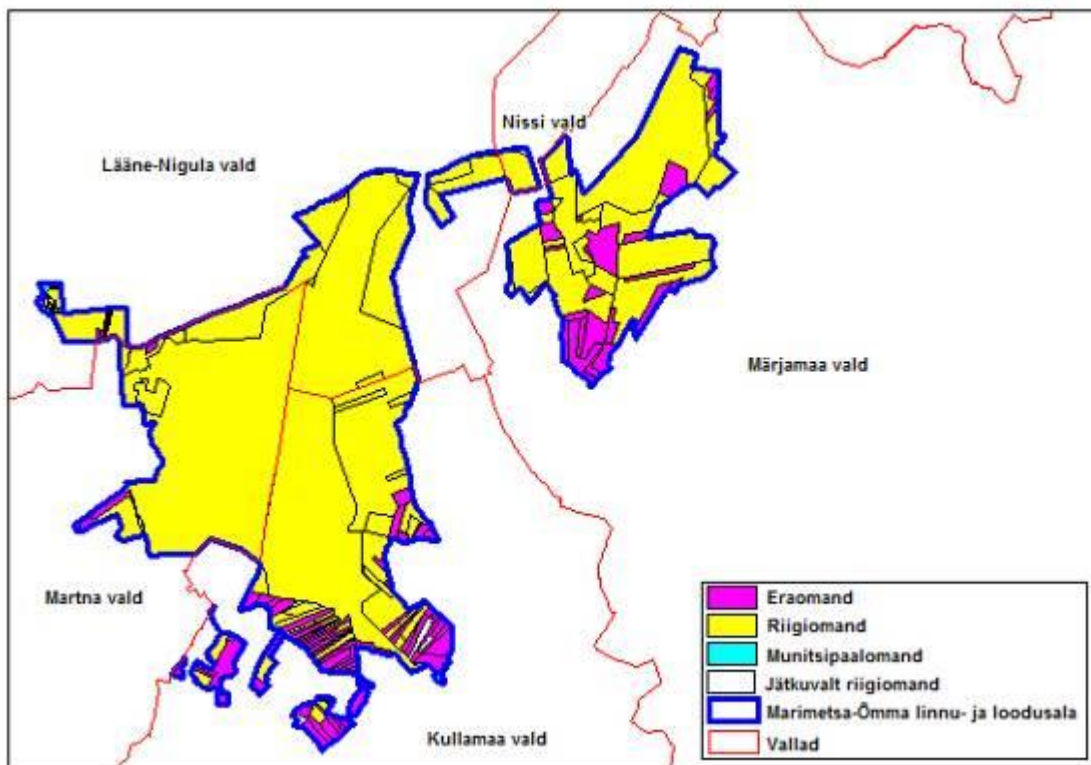 Nissi vald
Lääne-Nigula vald
Märjamaa vald
Martna vald
Kullamaa vald
Eraomand
Riigiomand
Munitsipaalomand
Jätkuvalt riigiomand
Marimetsa-Õmma linnu- ja loodusala
Vallad